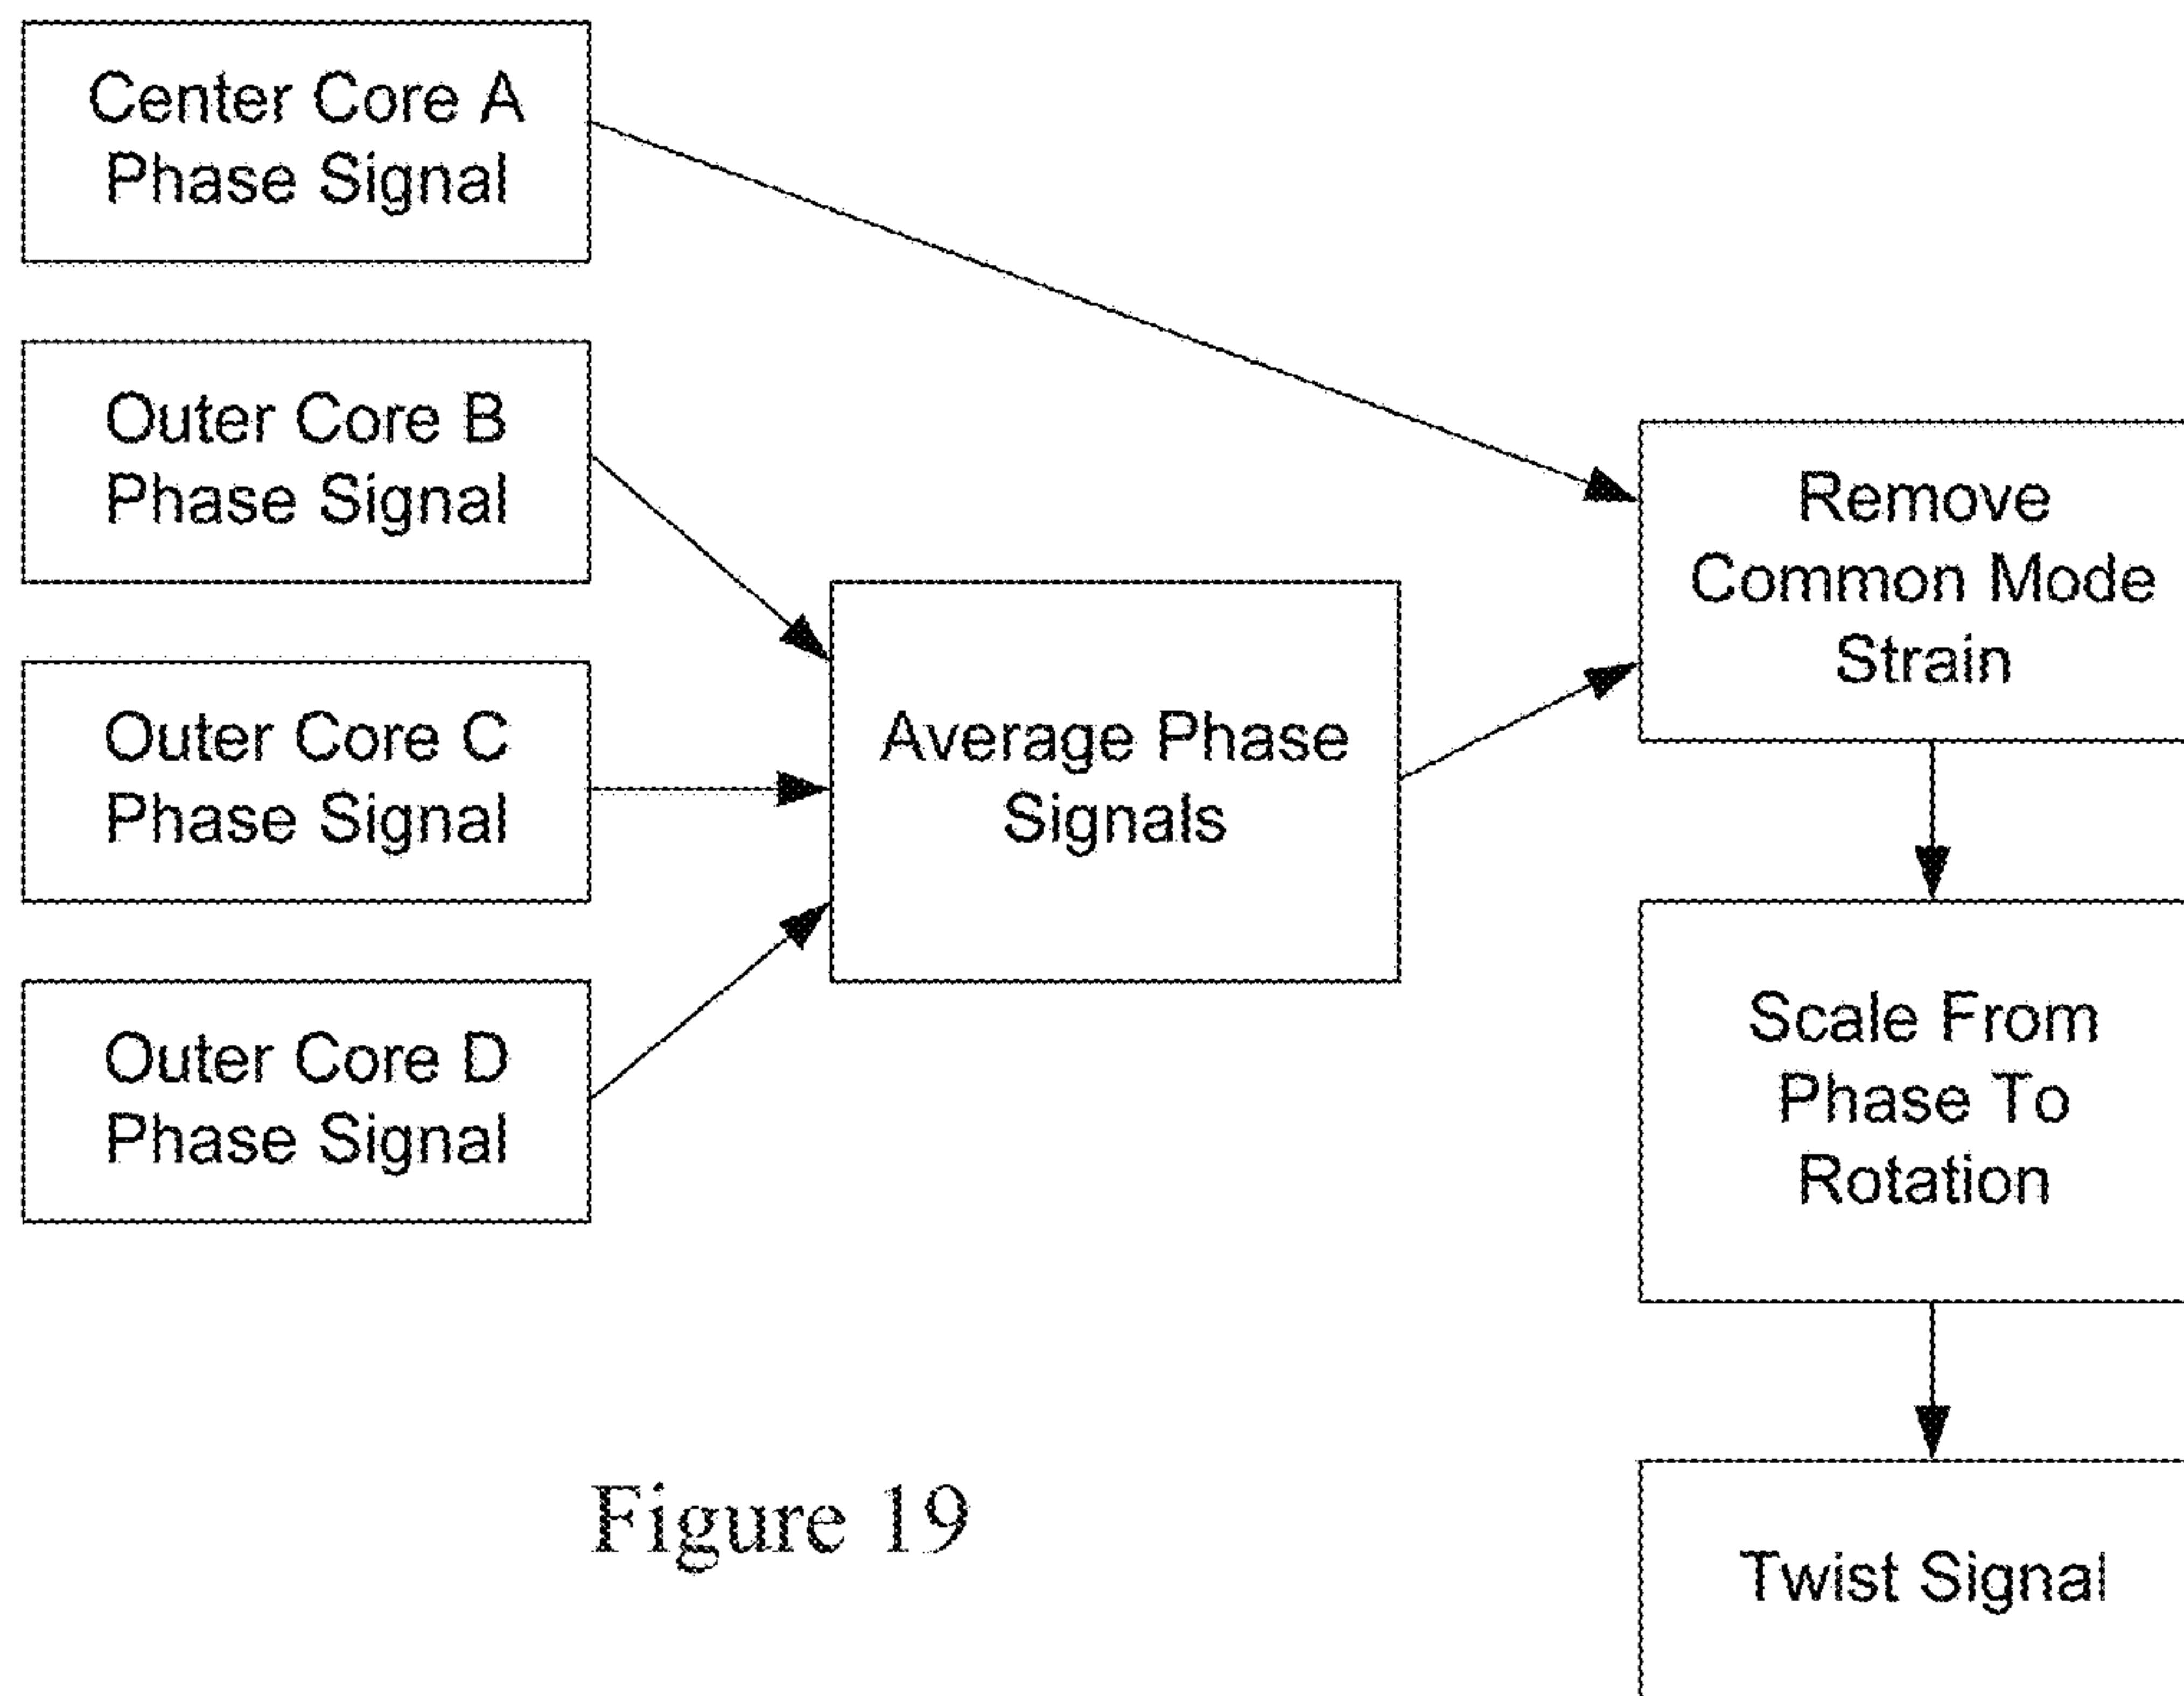 Center Core A
Phase Signal
Outer Core B
Phase Signal
Outer Core C
Phase Signal
Outer Core D
Phase Signal
Average Phase
Signals
Remove
Common Mode
Strain
Scale From
Phase To
Rotation
Twist Signal
Figure 19